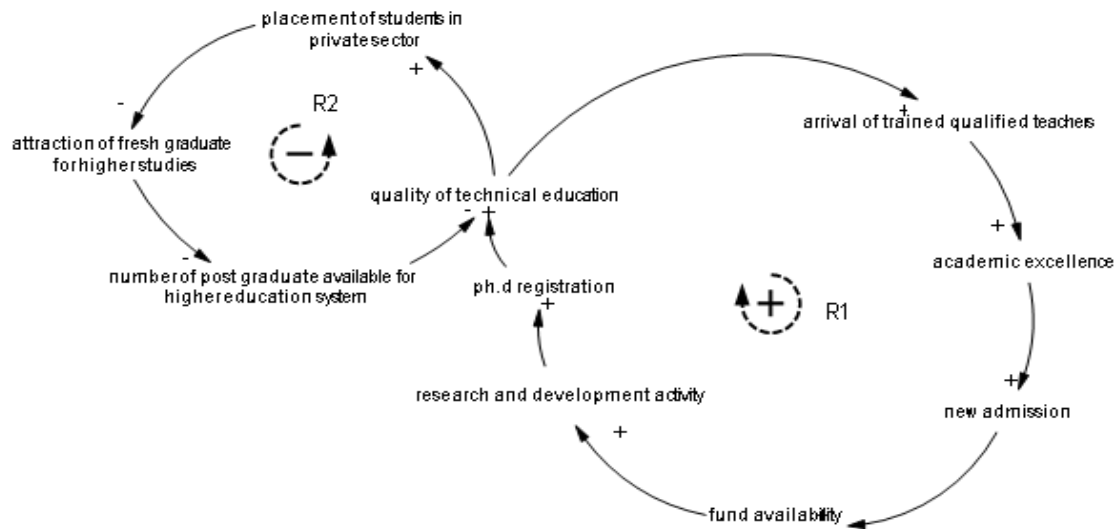 placement of students in
private sector
+
R2
-
attraction of fresh graduate
for higher studies
-
+
arrival of trained qualified teachers
quality of technical education
- +
-
number of post graduate available for
higher education system
+
academic excellence
ph.d registration
+
+
R1
research and development activity
+
new admission
+
fund availability